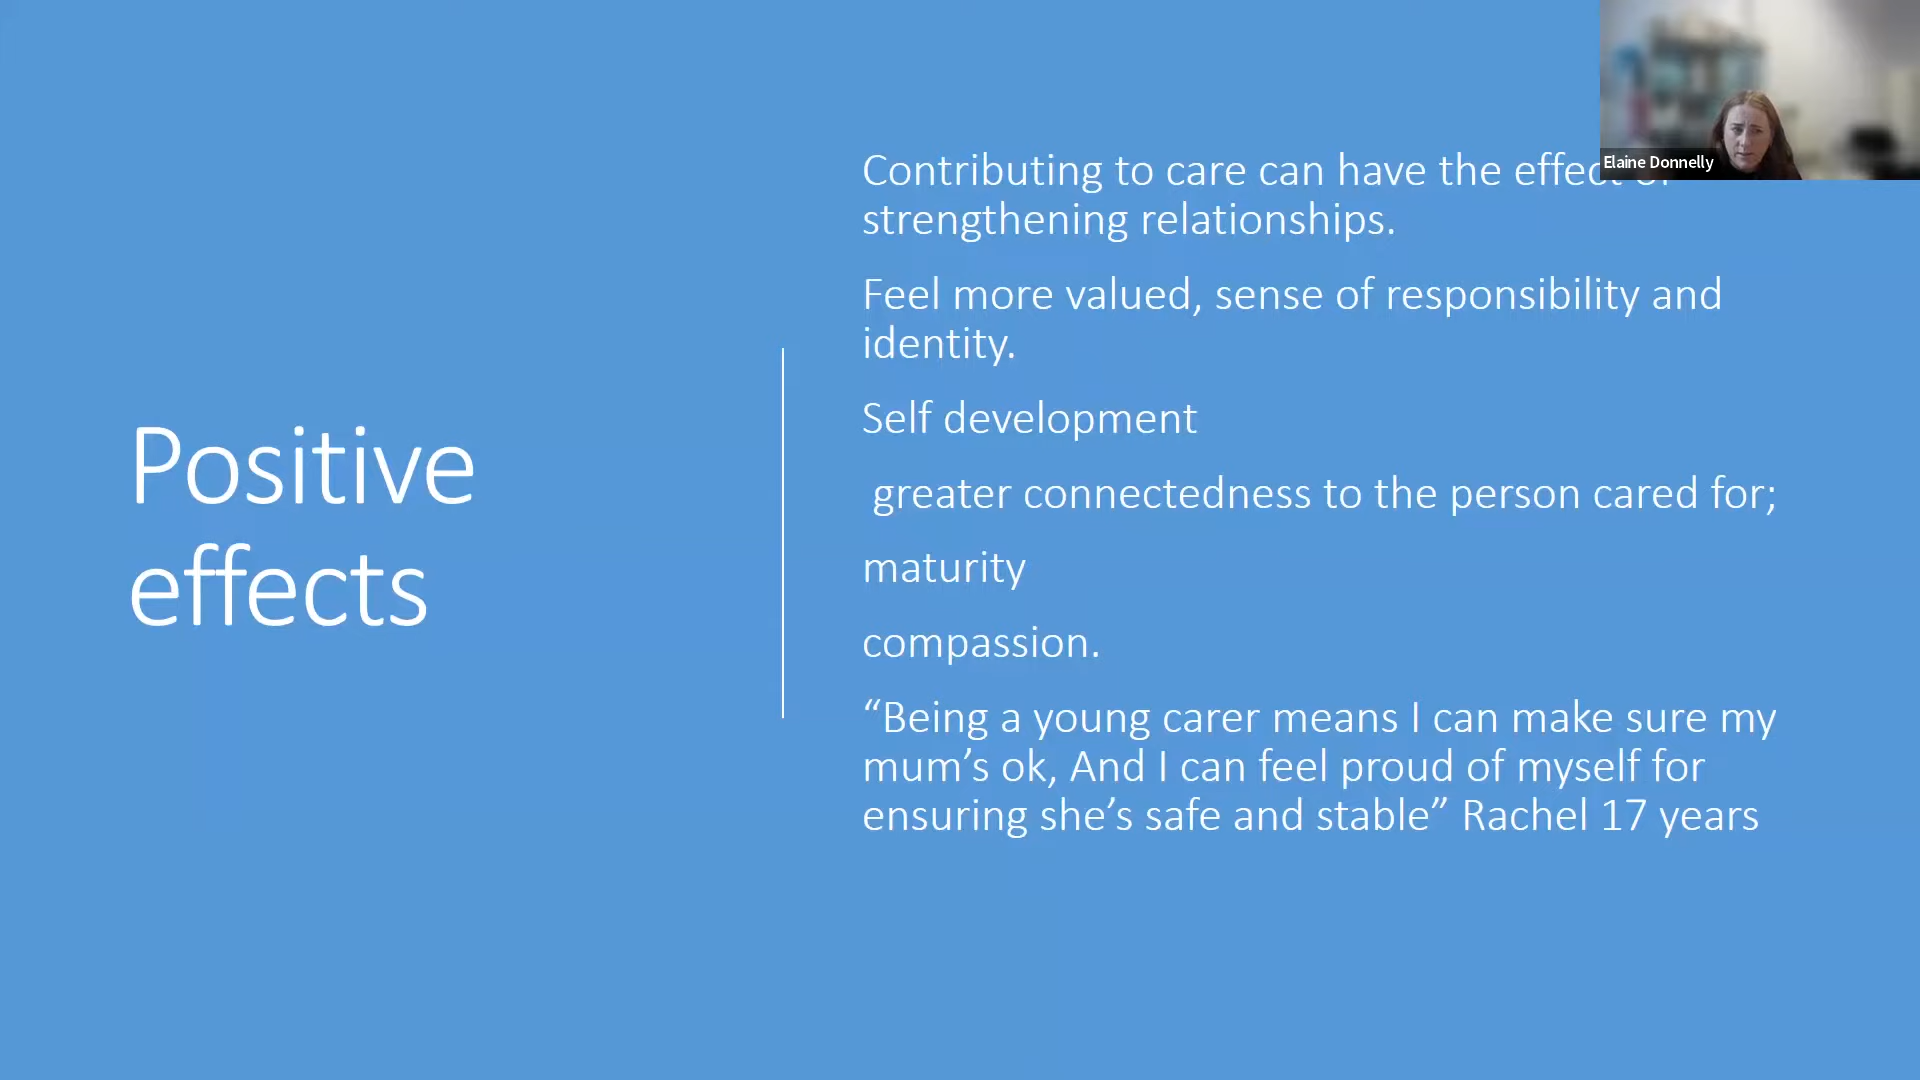 Positive
effects
Contributing to care can have the effect of
strengthening relationships.
Feel more valued, sense of responsibility and
identity.
Self development
greater connectedness to the person cared for;
maturity
compassion.
“Being a young carer means I can make sure my
mum’s ok, And I can feel proud of myself for
ensuring she’s safe and stable” Rachel 17 years
Elaine Donnelly